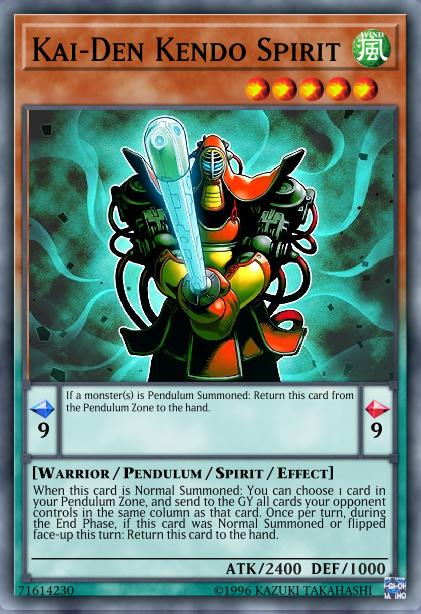 KAI-DEN KENDO SPIRIT
WIND
風
If a monster(s) is Pendulum Summoned: Return this card from
the Pendulum Zone to the hand.
9
9
[WARRIOR / PENDULUM / SPIRIT / EFFECT]
When this card is Normal Summoned: You can choose 1 card in
your Pendulum Zone, and send to the GY all cards your opponent
controls in the same column as that card. Once per turn, during
the End Phase, if this card was Normal Summoned or flipped
face-up this turn: Return this card to the hand.
ATK/2400 DEF/1000
71614230
©1996 KAZUKI TAKAHASHI